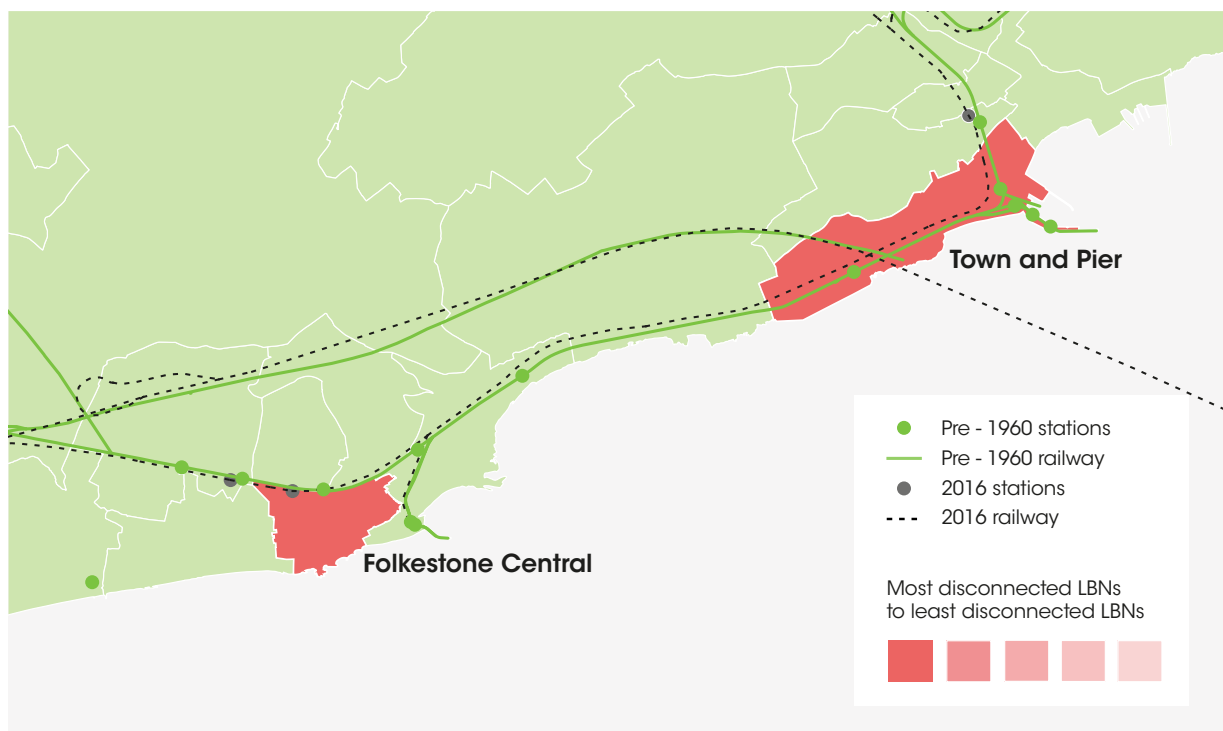 Town and Pier
Folkestone Central
Pre - 1960 stations
Pre - 1960 railway
2016 stations
2016 railway
Most disconnected LBNs
to least disconnected LBNs